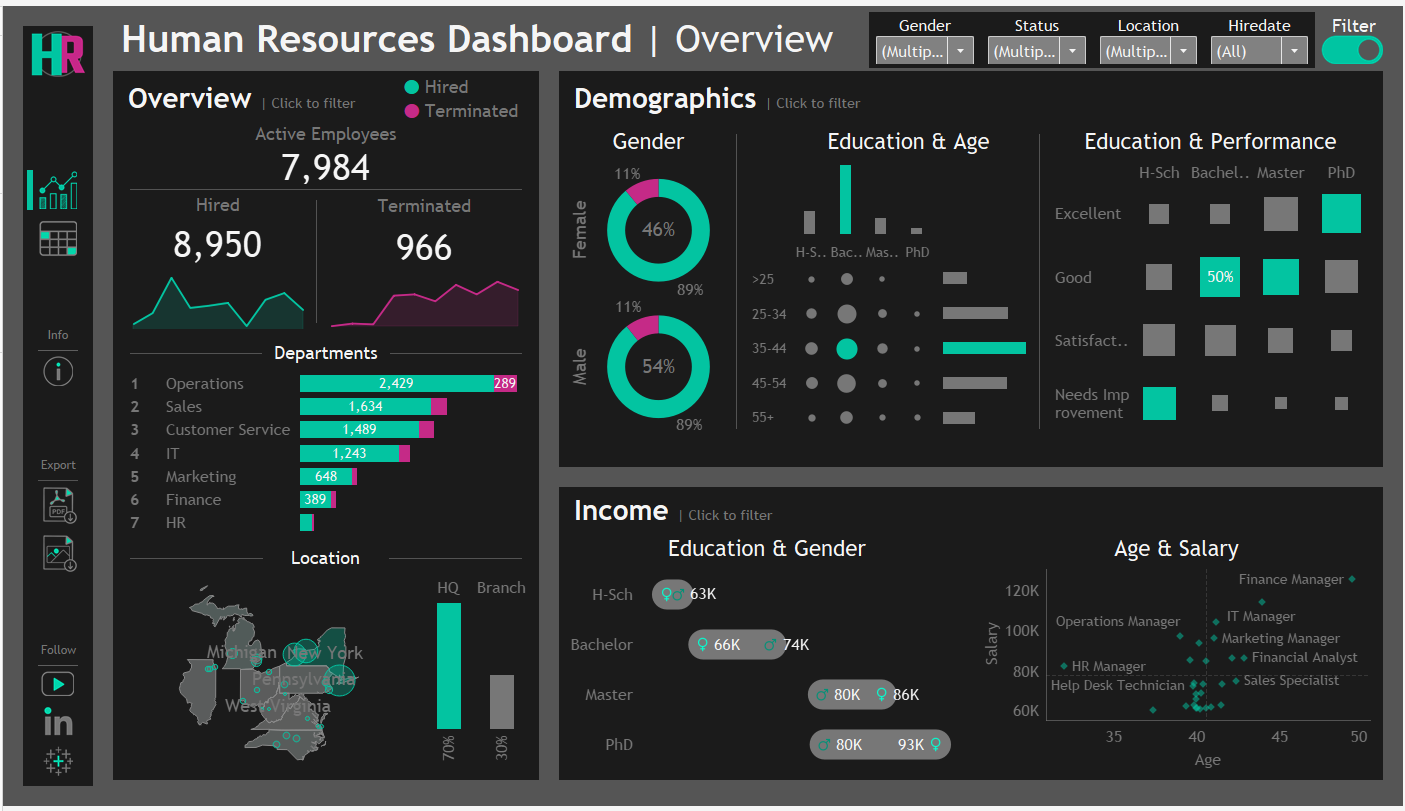 HR
Human Resources Dashboard | Overview
Gender
(Multip...
Status
(Multip...
Location
(Multip...
Hiredate
(All)
Filter
Info
Export
PDF
Follow
in
Overview | Click to filter
Hired
Terminated
Active Employees
7,984
Hired
8,950
Terminated
966
Departments
1 Operations 2,429 289
2 Sales 1,634
3 Customer Service 1,489
4 IT 1,243
5 Marketing 648
6 Finance 389
7 HR
Location
Michigan New York
Pennsylvania
West Virginia
HQ Branch
70% 30%
Demographics | Click to filter
Gender
Female
11%
46%
89%
Male
11%
54%
89%
Education & Age
H-S.. Bac.. Mas.. PhD
>25
25-34
35-44
45-54
55+
Education & Performance
H-Sch Bachel.. Master PhD
Excellent
Good 50%
Satisfact..
Needs Imp
rovement
Income | Click to filter
Education & Gender
H-Sch 63K
Bachelor 66K 74K
Master 80K 86K
PhD 80K 93K
Age & Salary
Salary
120K
100K
80K
60K
Finance Manager
IT Manager
Operations Manager
Marketing Manager
Financial Analyst
HR Manager
Sales Specialist
Help Desk Technician
35 40 45 50
Age